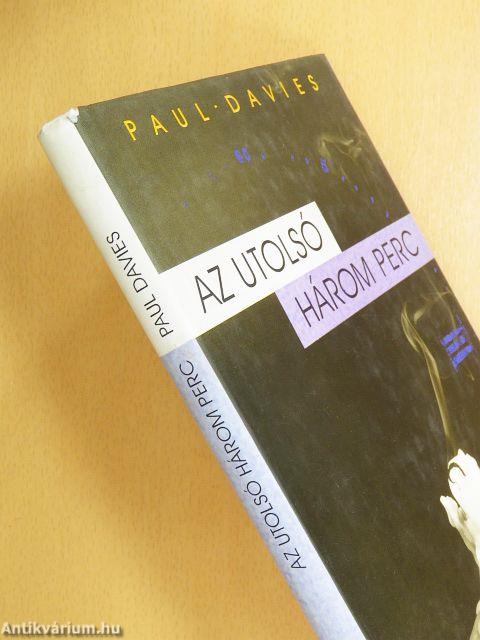 PAUL·DAVIES
AZ UTOLSÓ
HÁROM PERC
PAUL DAVIES
AZ UTOLSÓ HÁROM PERC
Antikvárium.hu